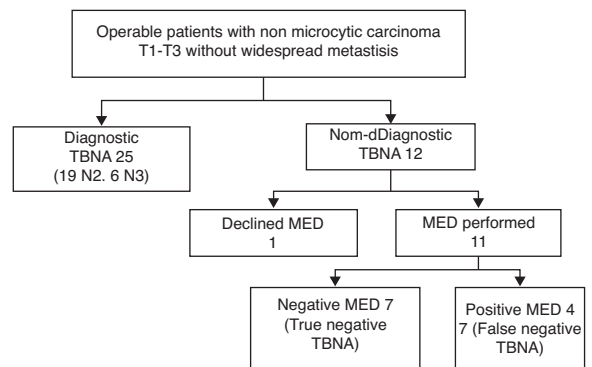 Operable patients with non microcytic carcinoma
T1-T3 without widespread metastisis
Diagnostic
TBNA 25
(19 N2. 6 N3)
Nom-dDiagnostic
TBNA 12
Declined MED
1
MED performed
11
Negative MED 7
(True negative
TBNA)
Positive MED 4
7 (False negative
TBNA)